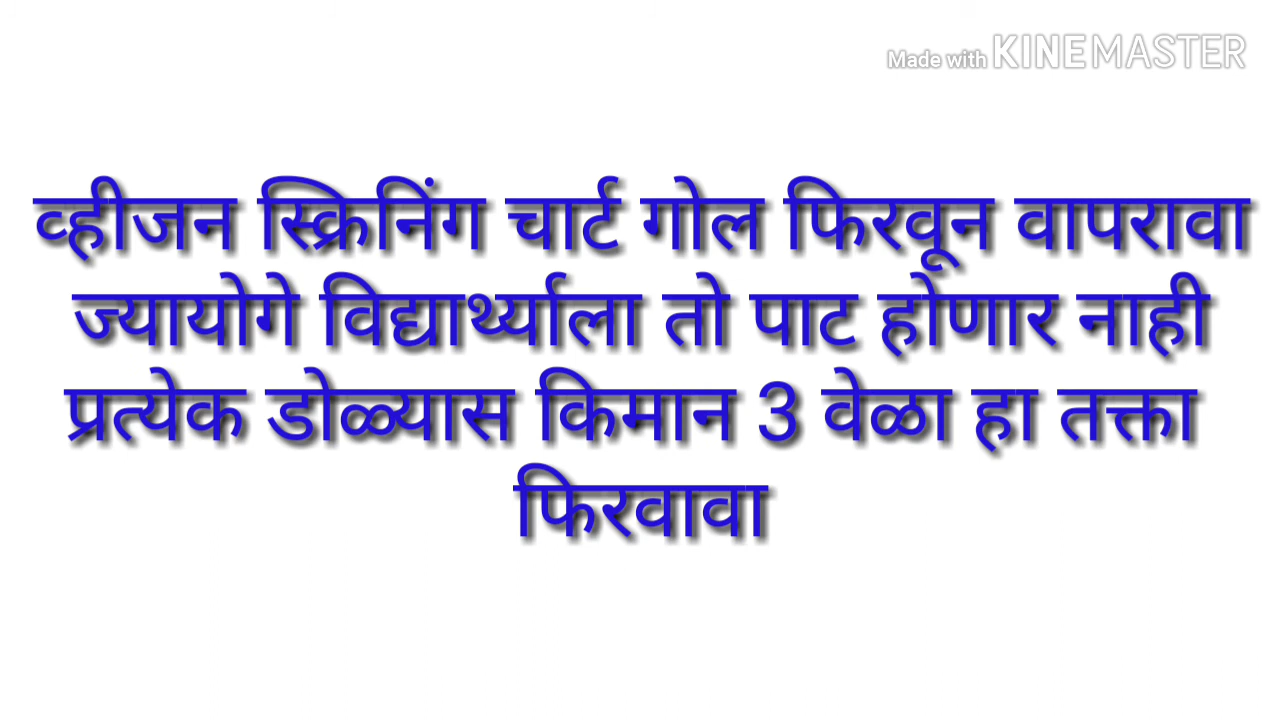 Made with KINEMASTER
व्हीजन स्क्रिनिंग चार्ट गोल फिरवून वापरावा
ज्यायोगे विद्यार्थ्याला तो पाट होणार नाही
प्रत्येक डोळ्यास किमान 3 वेळा हा तक्ता
फिरवावा